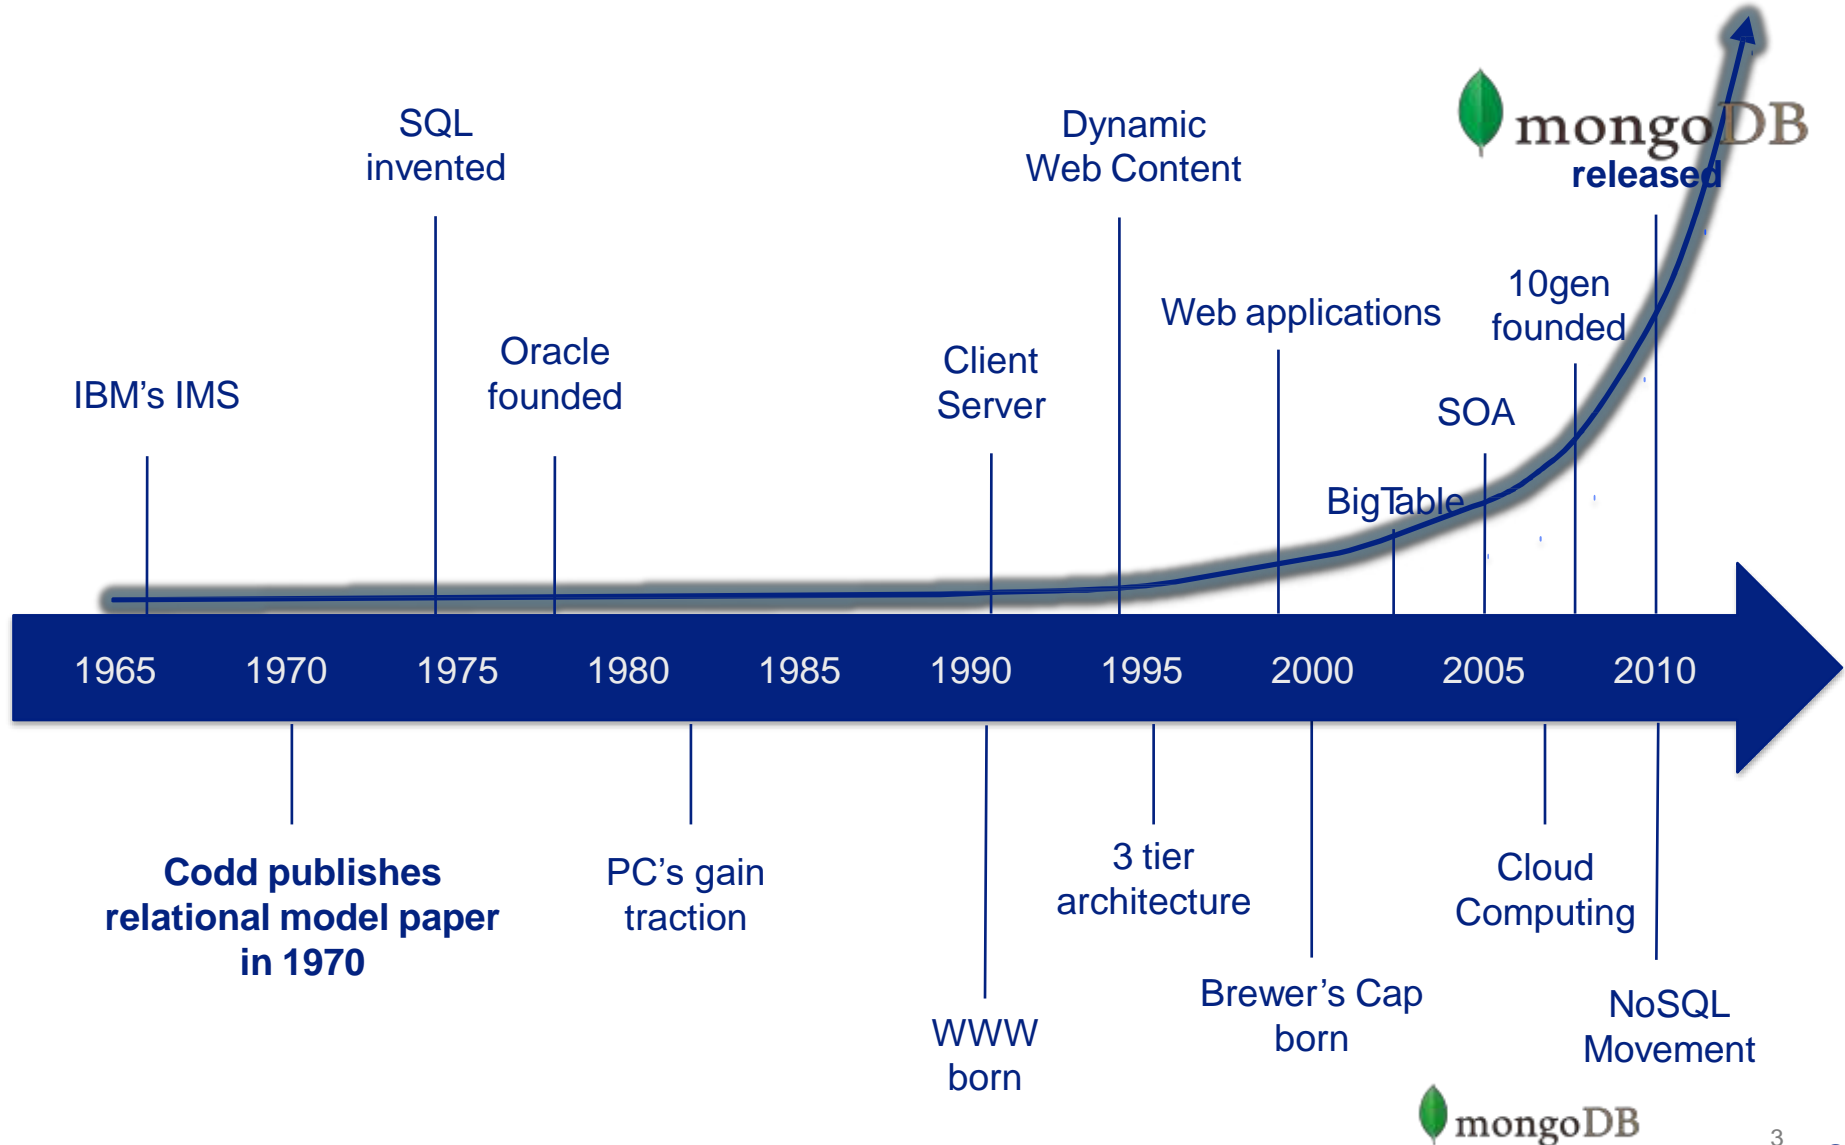 SQL
invented
Dynamic
Web Content
mongoDB
released
IBM’s IMS
Oracle
founded
Client
Server
Web applications
10gen
founded
SOA
BigTable
1965 1970 1975 1980 1985 1990 1995 2000 2005 2010
Codd publishes
relational model paper
in 1970
PC’s gain
traction
WWW
born
3 tier
architecture
Brewer’s Cap
born
Cloud
Computing
NoSQL
Movement
mongoDB
3